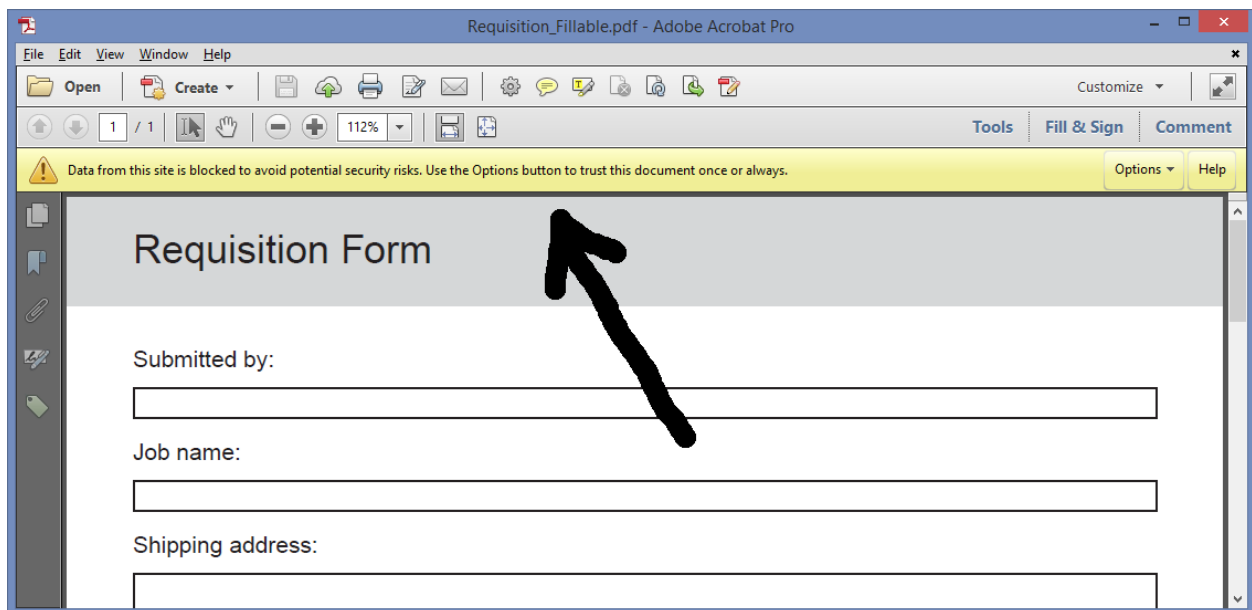 Requisition_Fillable.pdf - Adobe Acrobat Pro
File Edit View Window Help
Open Create Customize
1 / 1 112% Tools Fill & Sign Comment
Data from this site is blocked to avoid potential security risks. Use the Options button to trust this document once or always. Options Help
Requisition Form
Submitted by:
Job name:
Shipping address: